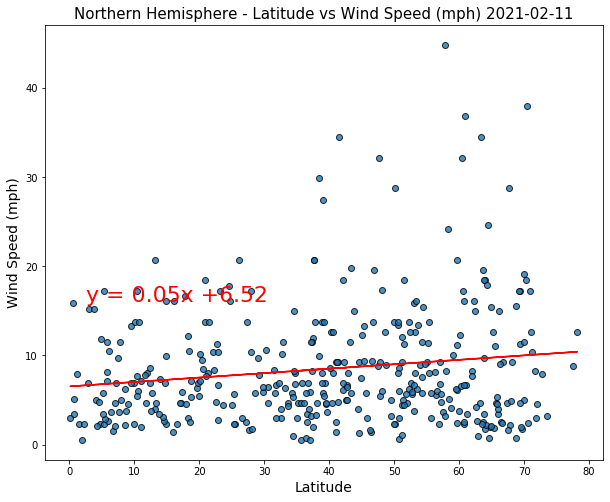 Northern Hemisphere - Latitude vs Wind Speed (mph) 2021-02-11
Wind Speed (mph)
40
30
20
10
0
y = 0.05x +6.52
0 10 20 30 40 50 60 70 80
Latitude